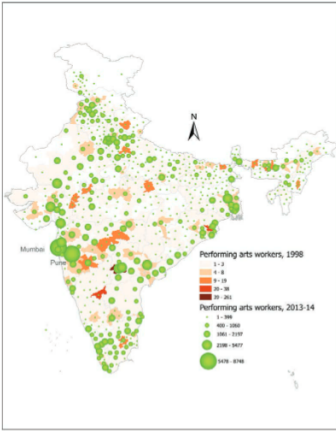 N
Mumbai
Pune
Performing arts workers, 1998
1 - 3
4 - 8
9 - 19
20 - 38
39 - 261
Performing arts workers, 2013-14
1 - 399
400 - 1060
1061 - 2197
2198 - 5477
5478 - 8746